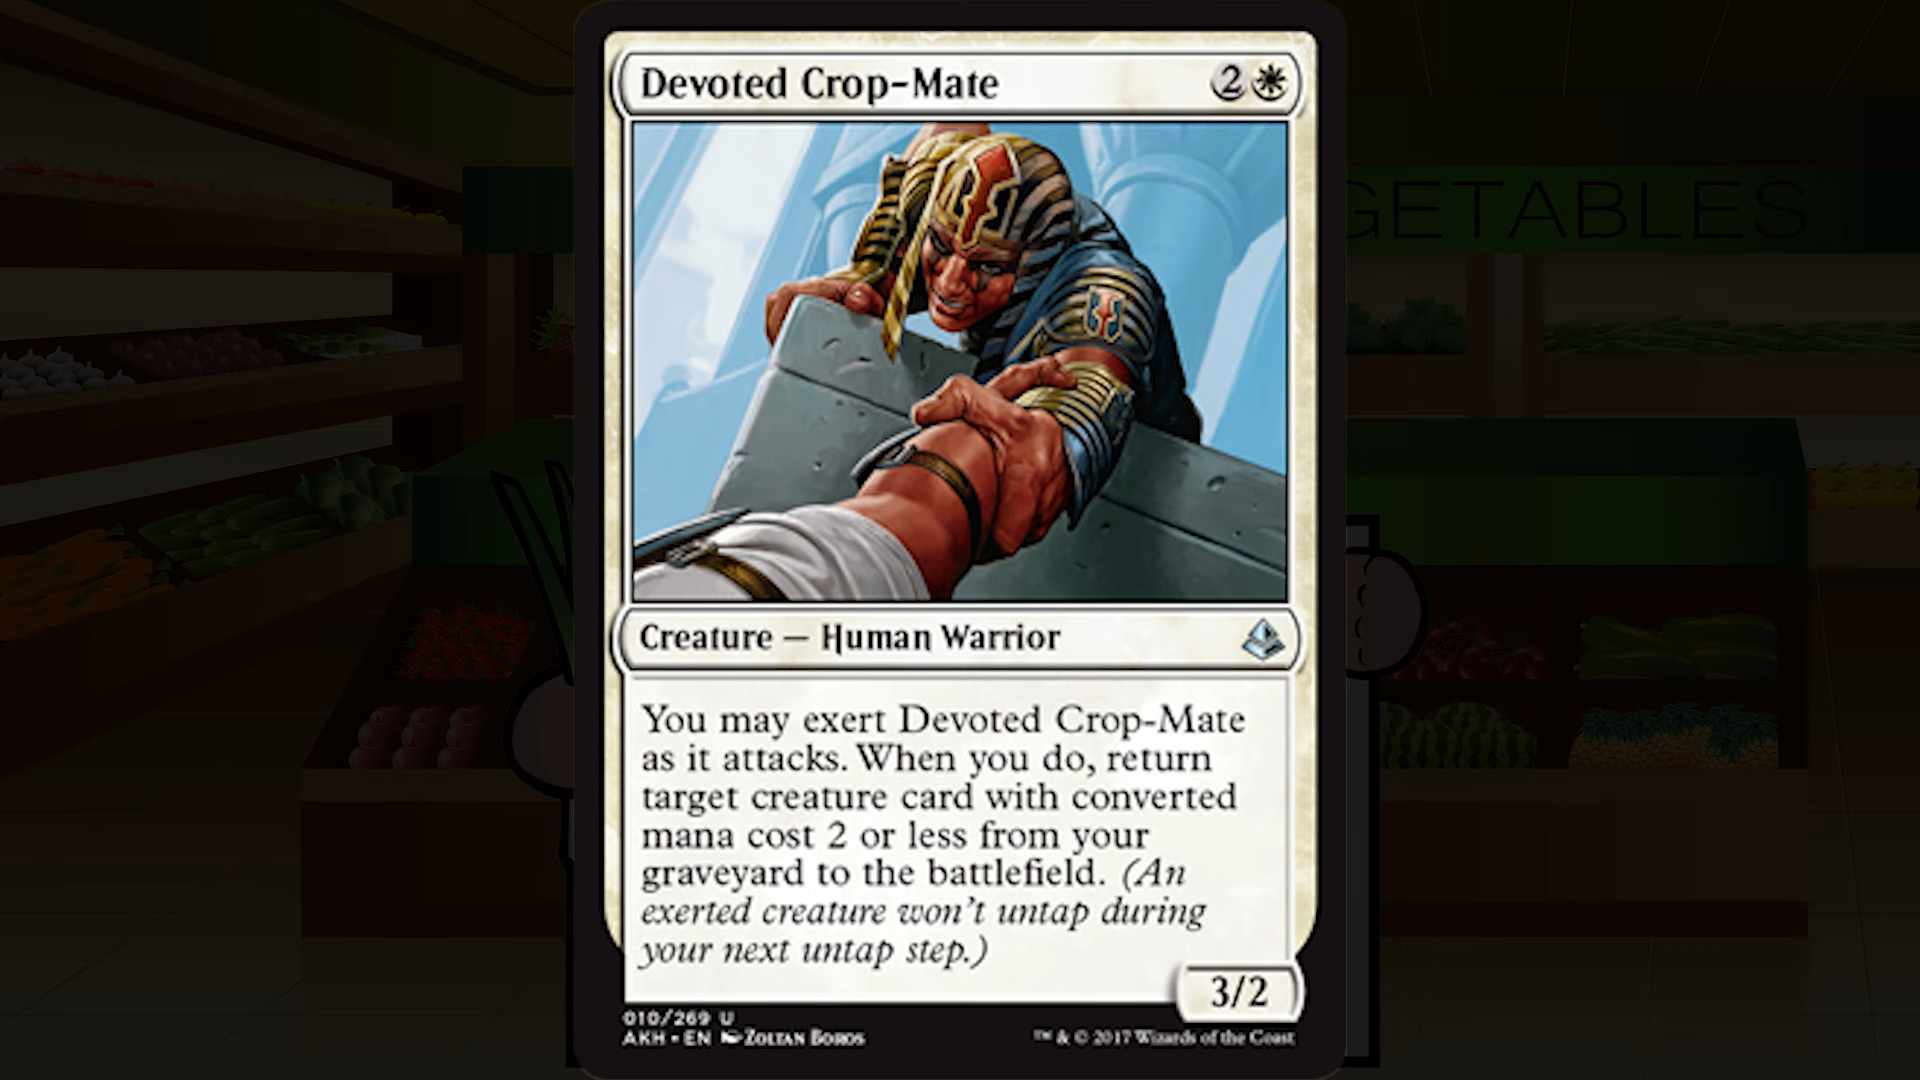 Devoted Crop-Mate 2
GETABLES
Creature — Human Warrior
You may exert Devoted Crop-Mate
as it attacks. When you do, return
target creature card with converted
mana cost 2 or less from your
graveyard to the battlefield. (An
exerted creature won't untap during
your next untap step.)
3/2
010/269 U
AKH • EN Zoltan Boros
™ & © 2017 Wizards of the Coast